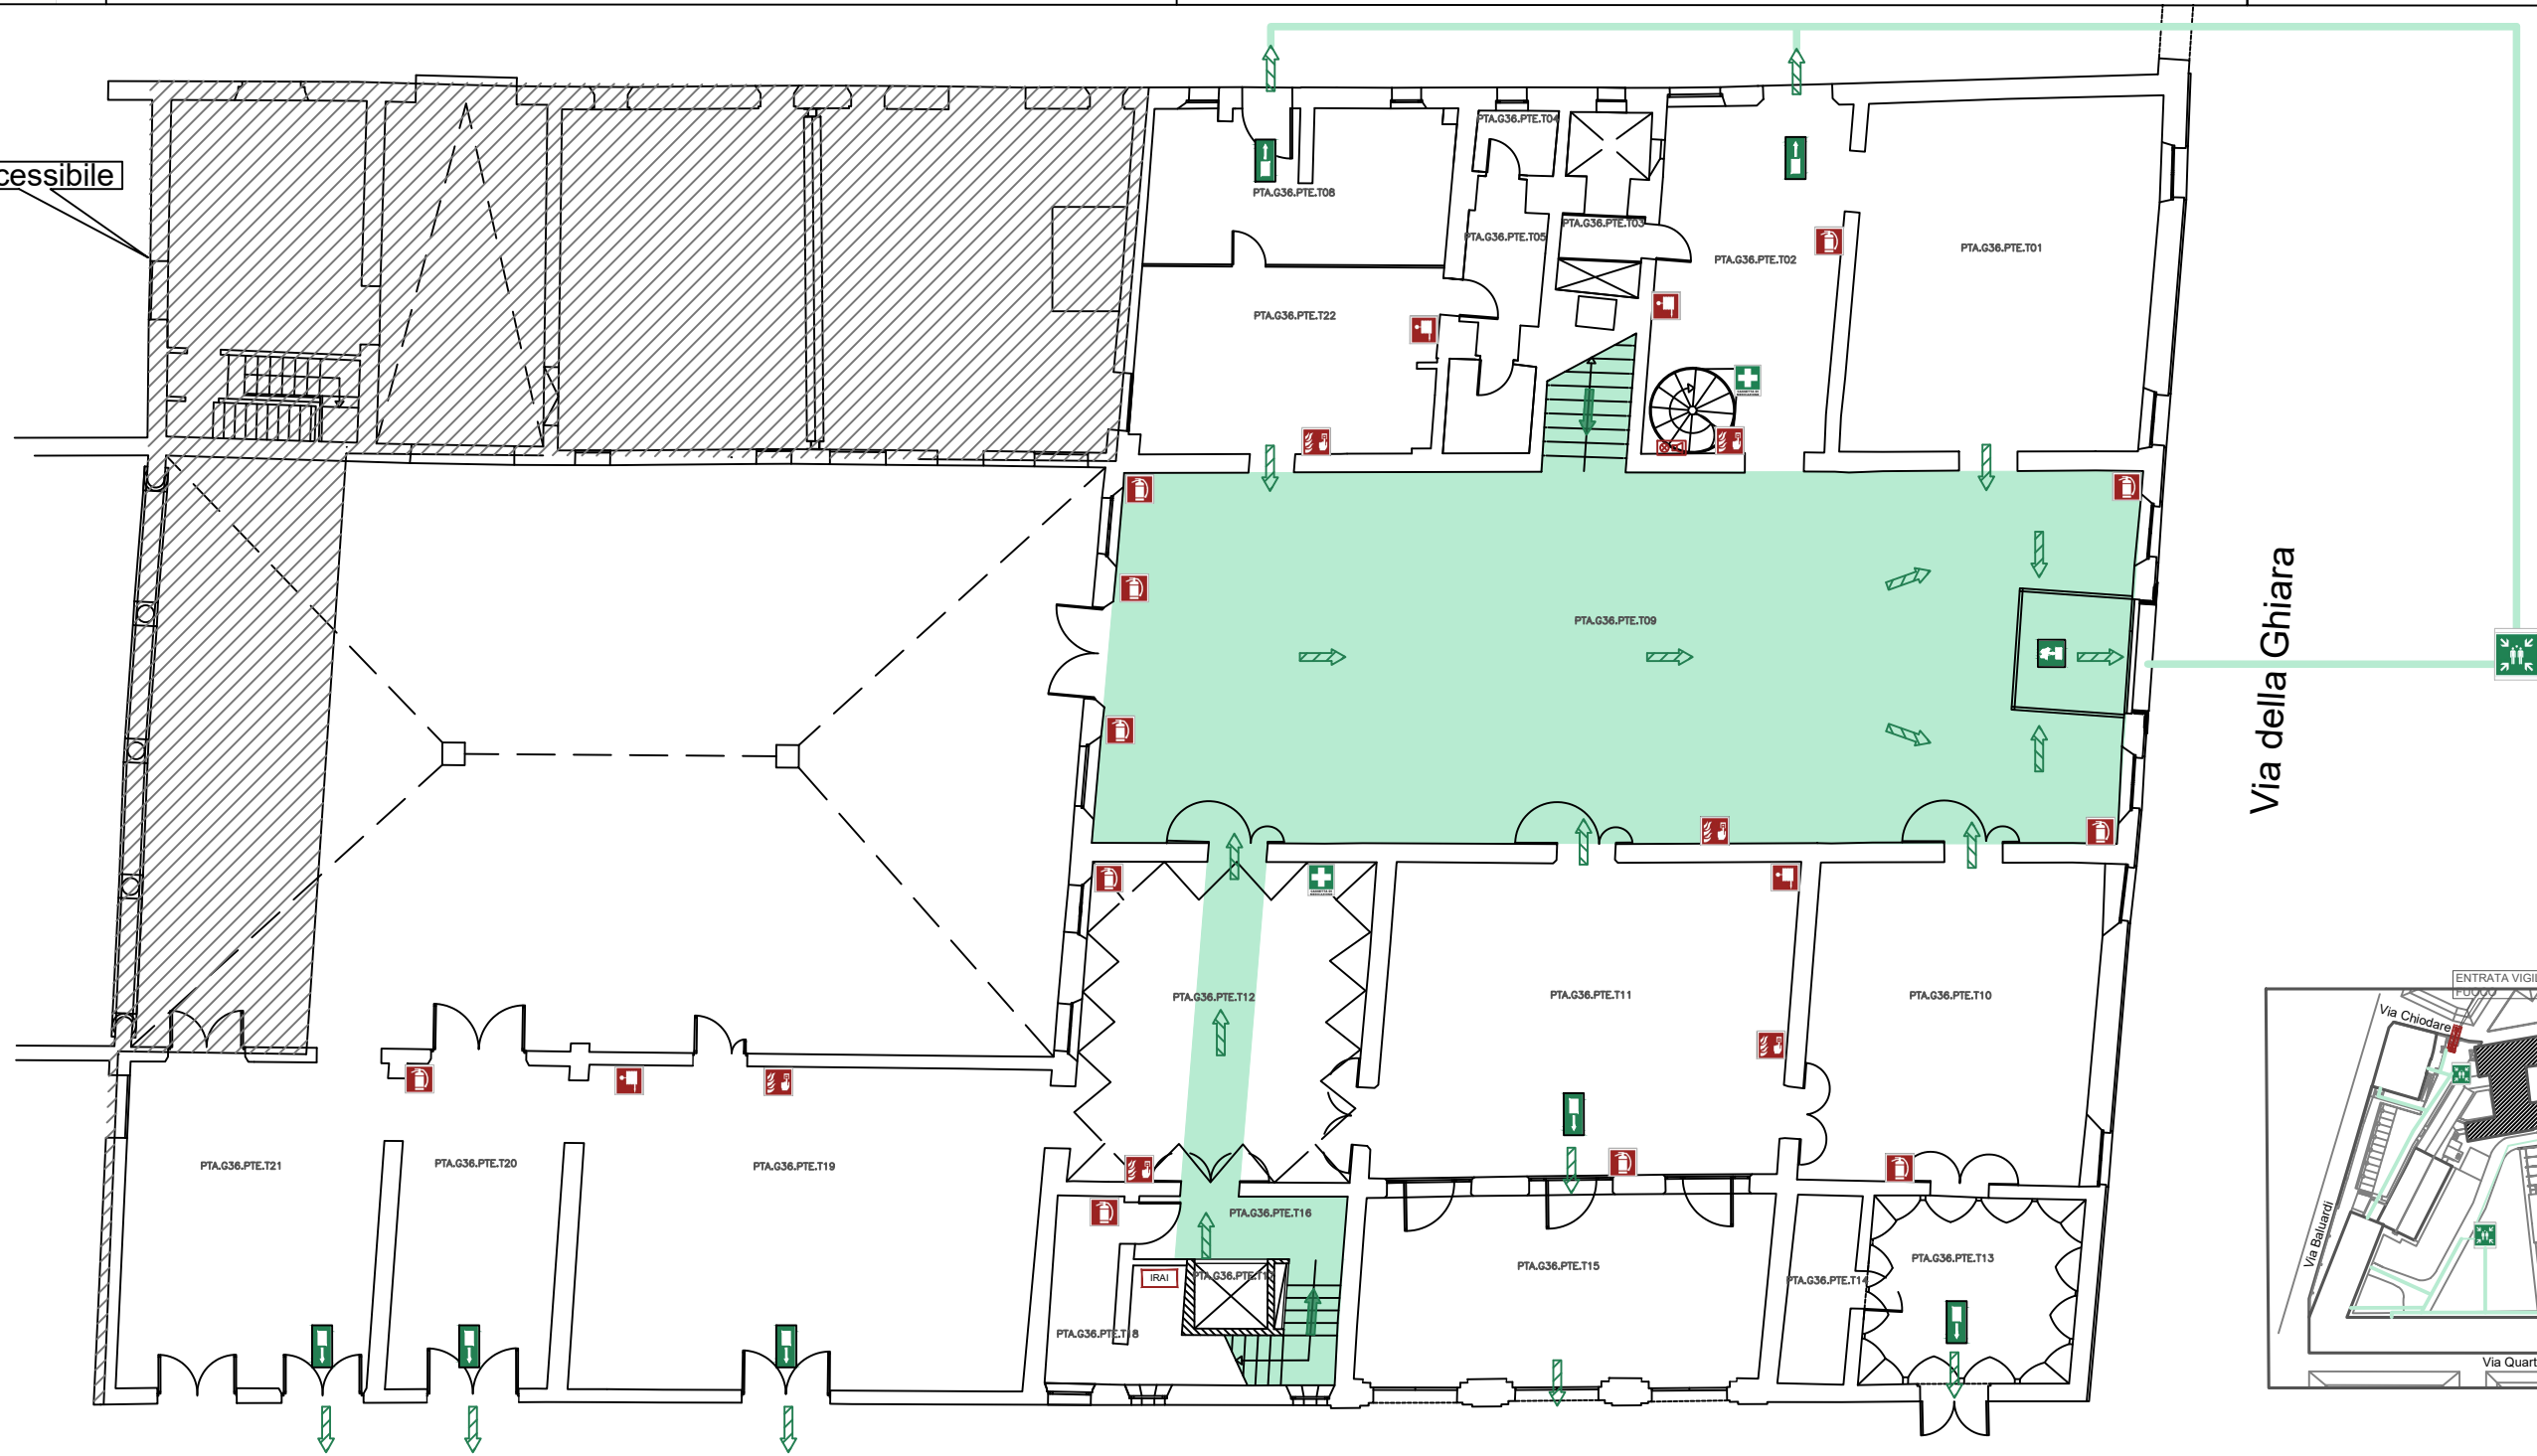 cessibile
PTA.G36.PTE.T04
PTA.G36.PTE.T08
PTA.G36.PTE.T03
PTA.G36.PTE.T05
PTA.G36.PTE.T02
PTA.G36.PTE.T01
PTA.G36.PTE.T22
PTA.G36.PTE.T09
Via della Ghiara
PTA.G36.PTE.T12
PTA.G36.PTE.T11
PTA.G36.PTE.T10
ENTRATA VIGIL
FUOCO
Via Chiodare
PTA.G36.PTE.T21
PTA.G36.PTE.T20
PTA.G36.PTE.T19
PTA.G36.PTE.T16
Via Baluardi
IRAI
PTA.G36.PTE.T15
PTA.G36.PTE.T14
PTA.G36.PTE.T13
PTA.G36.PTE.T18
Via Quart